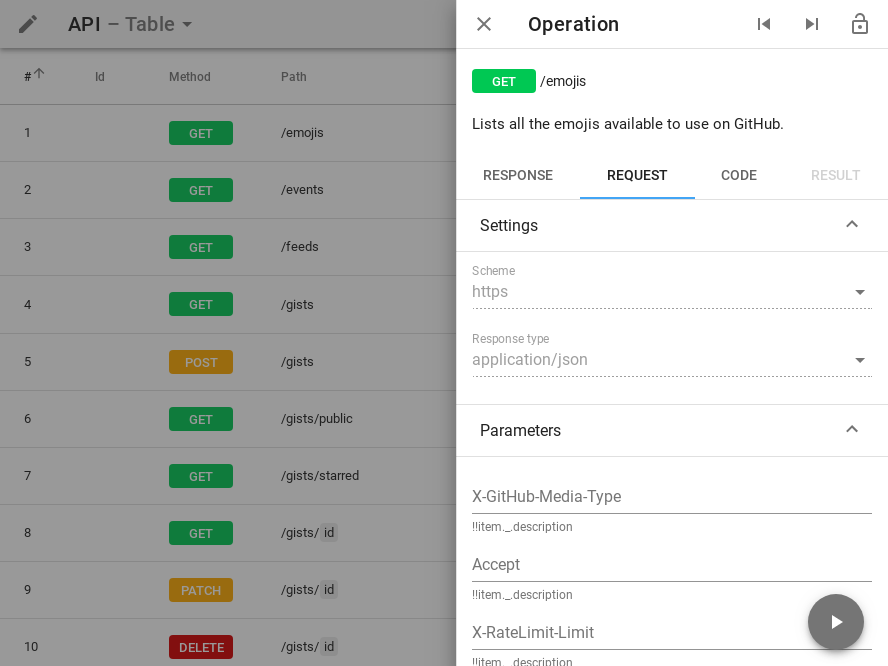 API – Table
# Id Method Path
1 GET /emojis
2 GET /events
3 GET /feeds
4 GET /gists
5 POST /gists
6 GET /gists/public
7 GET /gists/starred
8 GET /gists/ id
9 PATCH /gists/ id
10 DELETE /gists/ id
Operation
GET /emojis
Lists all the emojis available to use on GitHub.
RESPONSE REQUEST CODE RESULT
Settings
Scheme
https
Response type
application/json
Parameters
X-GitHub-Media-Type
!!item._.description
Accept
!!item._.description
X-RateLimit-Limit
!!item._.description